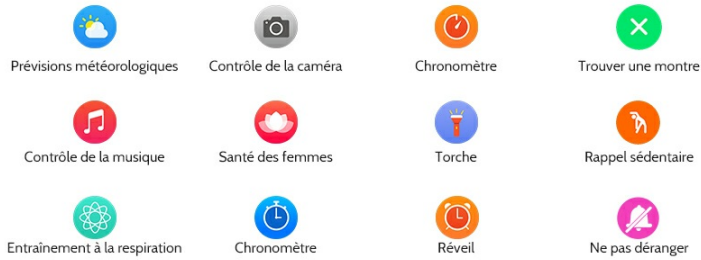 Prévisions météorologiques
Contrôle de la caméra
Chronomètre
Trouver une montre
Contrôle de la musique
Santé des femmes
Torche
Rappel sédentaire
Entraînement à la respiration
Chronomètre
Réveil
Ne pas déranger